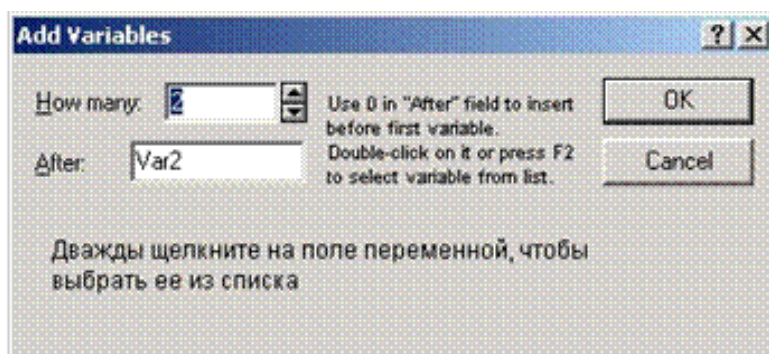 Add Variables
How many: 2
Use 0 in "After" field to insert
before first variable.
Double-click on it or press F2
to select variable from list.
OK
After: Var2
Cancel
Дважды щелкните на поле переменной, чтобы
выбрать ее из списка